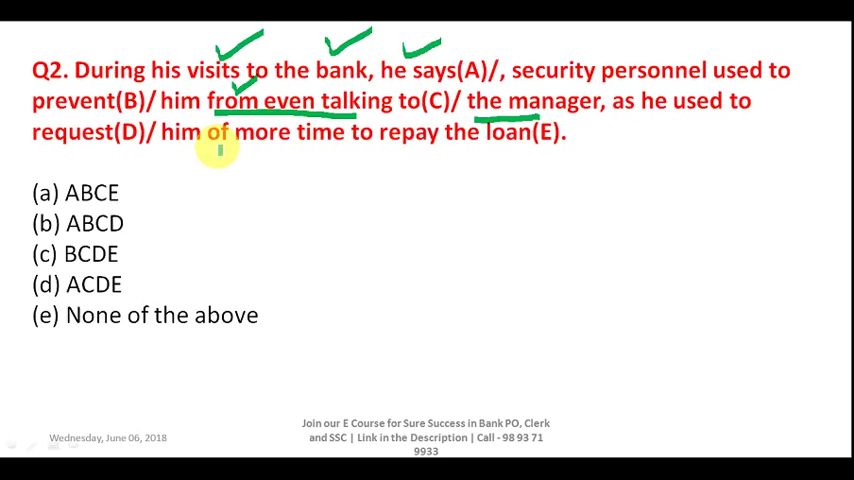 Q2. During his visits to the bank, he says(A)/, security personnel used to
prevent(B)/ him from even talking to(C)/ the manager, as he used to
request(D)/ him of more time to repay the loan(E).
(a) ABCE
(b) ABCD
(c) BCDE
(d) ACDE
(e) None of the above
Wednesday, June 06, 2018
Join our E Course for Sure Success in Bank PO, Clerk
and SSC | Link in the Description | Call - 98 93 71
9933